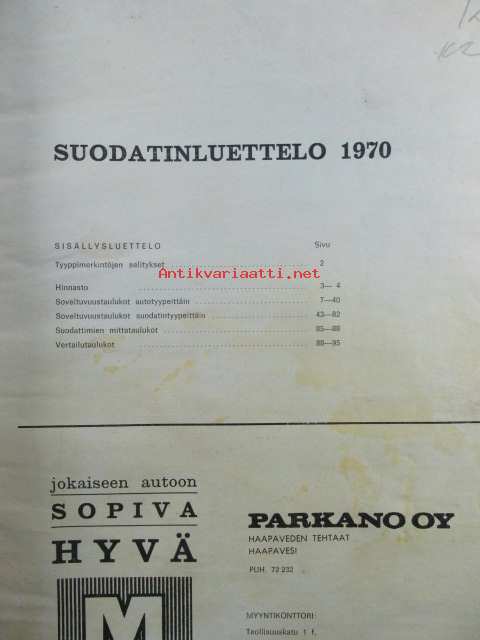 SUODATINLUETTELO 1970
SISÄLLYSLUETTELO Sivu
Tyyppimerkintöjen selitykset 2
Antikvariaatti.net
Hinnasto 3— 4
Soveltuvuustaulukot autotyypeittäin 7—40
Soveltuvuustaulukot suodatintyypeittäin 43—82
Suodattimien mittataulukot 85—88
Vertailutaulukot 88—95
jokaiseen autoon
SOPIVA
HYVÄ
M
PARKANO OY
HAAPAVEDEN TEHTAAT
HAAPAVESI
PUH. 72 232
MYYNTIKONTTORI:
Teollisuuskatu 1 f,